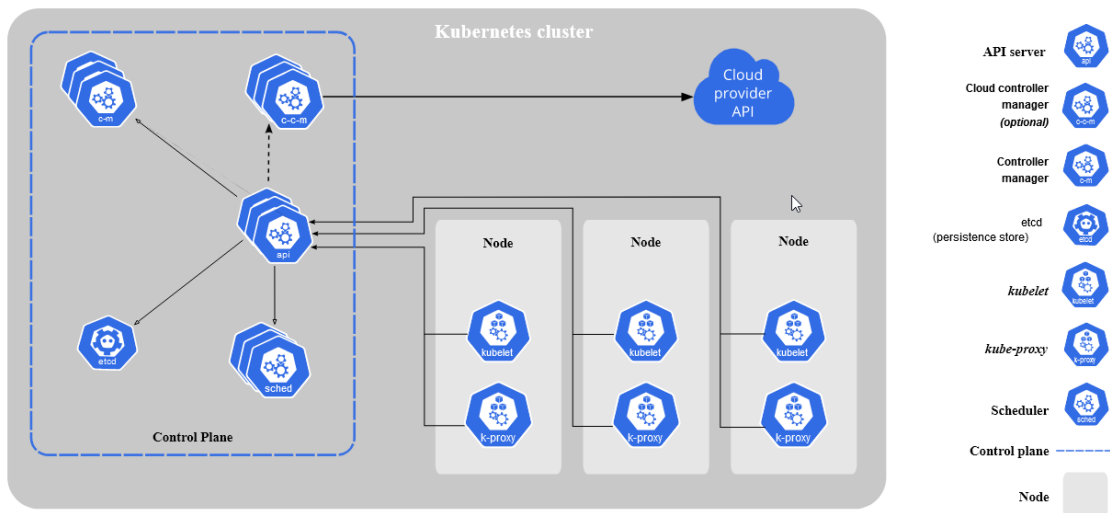 Kubernetes cluster
c-m
c-c-m
Cloud
provider
API
api
etcd
sched
Control Plane
Node
kubelet
k-proxy
Node
kubelet
k-proxy
Node
kubelet
k-proxy
API server
api
Cloud controller
manager
(optional)
c-c-m
Controller
manager
c-m
etcd
(persistence store)
etcd
kubelet
kubelet
kube-proxy
k-proxy
Scheduler
sched
Control plane
Node